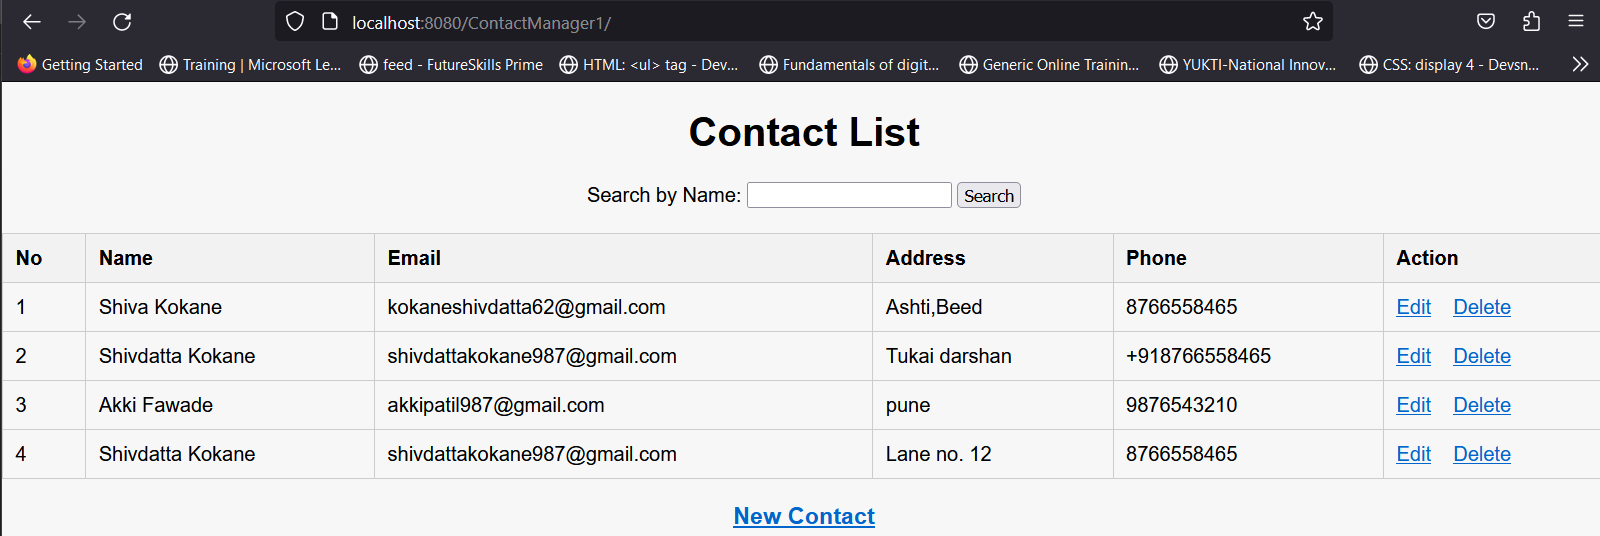 localhost:8080/ContactManager1/
Getting Started Training | Microsoft Le... feed - FutureSkills Prime HTML: <ul> tag - Dev... Fundamentals of digit... Generic Online Trainin... YUKTI-National Innov... CSS: display 4 - Devsn...
Contact List
Search by Name: Search
No Name Email Address Phone Action
1 Shiva Kokane kokaneshivdatta62@gmail.com Ashti,Beed 8766558465 Edit Delete
2 Shivdatta Kokane shivdattakokane987@gmail.com Tukai darshan +918766558465 Edit Delete
3 Akki Fawade akkipatil987@gmail.com pune 9876543210 Edit Delete
4 Shivdatta Kokane shivdattakokane987@gmail.com Lane no. 12 8766558465 Edit Delete
New Contact